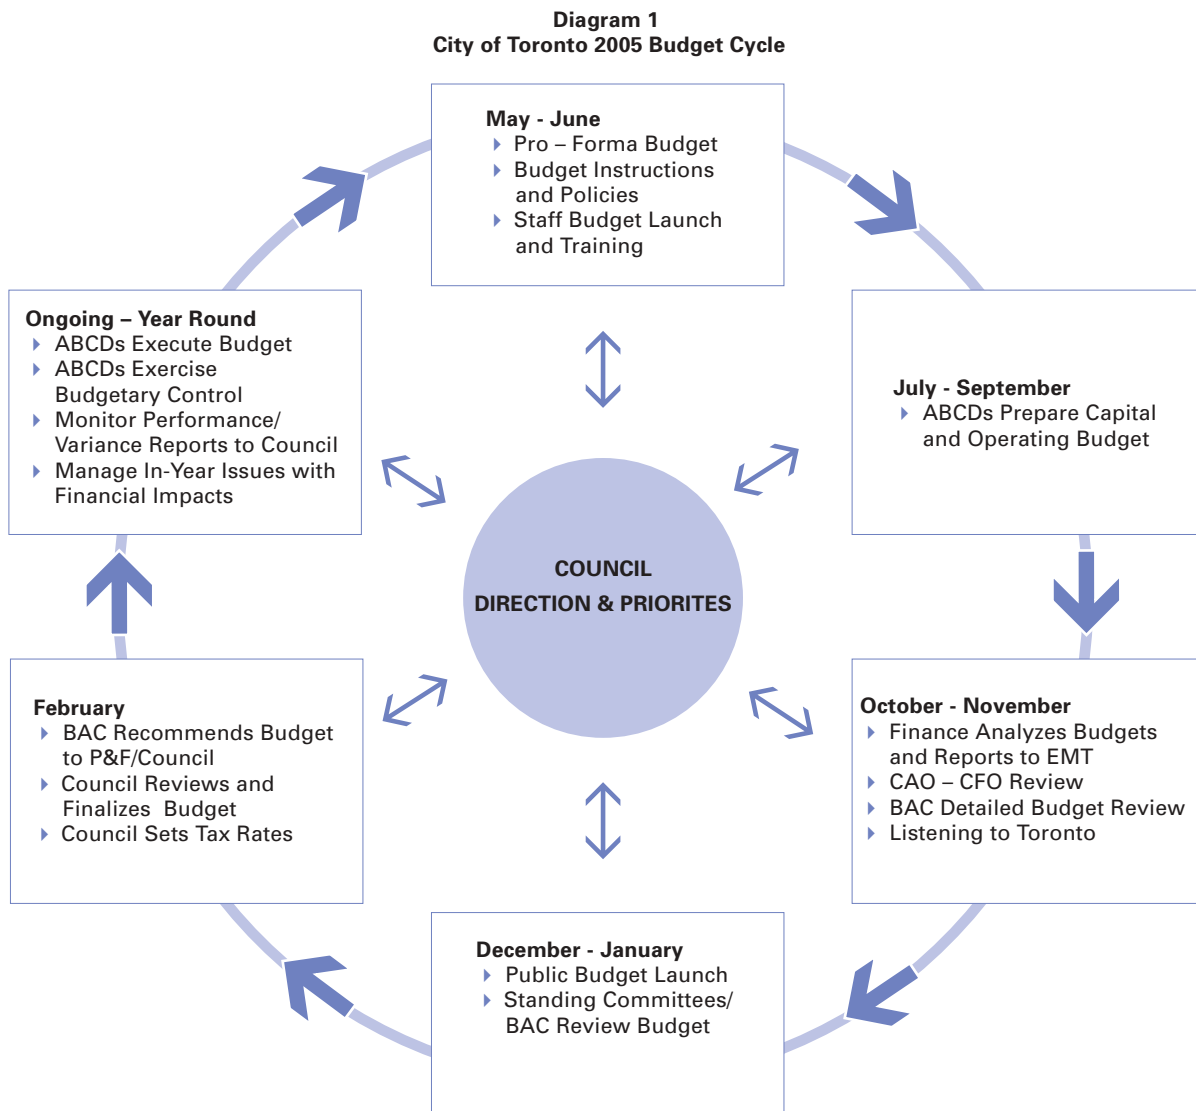 Diagram 1
City of Toronto 2005 Budget Cycle
May - June
Pro – Forma Budget
Budget Instructions
and Policies
Staff Budget Launch
and Training
July - September
ABCDs Prepare Capital
and Operating Budget
October - November
Finance Analyzes Budgets
and Reports to EMT
CAO – CFO Review
BAC Detailed Budget Review
Listening to Toronto
December - January
Public Budget Launch
Standing Committees/
BAC Review Budget
February
BAC Recommends Budget
to P&F/Council
Council Reviews and
Finalizes Budget
Council Sets Tax Rates
Ongoing – Year Round
ABCDs Execute Budget
ABCDs Exercise
Budgetary Control
Monitor Performance/
Variance Reports to Council
Manage In-Year Issues with
Financial Impacts
COUNCIL
DIRECTION & PRIORITES